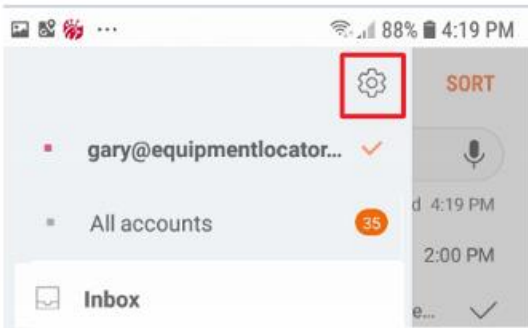 88% 4:19 PM
SORT
gary@equipmentlocator...
d 4:19 PM
All accounts 35
2:00 PM
Inbox
e...